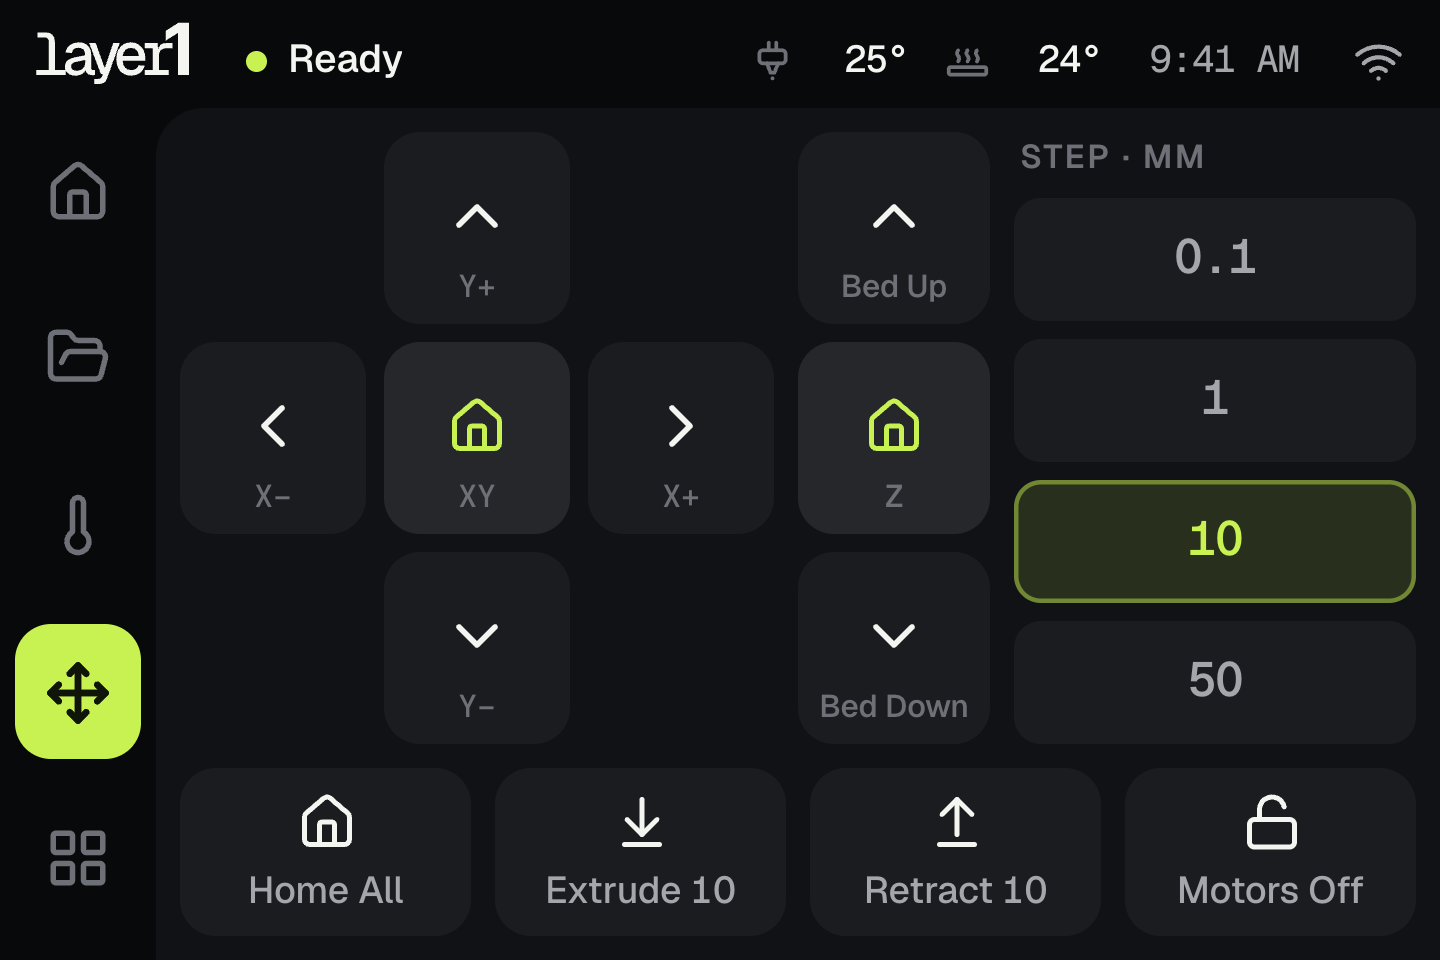 layer1
Ready
25°
24°
9:41 AM
STEP · MM
Y+
Bed Up
0.1
1
X−
XY
X+
Z
10
Y−
Bed Down
50
Home All
Extrude 10
Retract 10
Motors Off